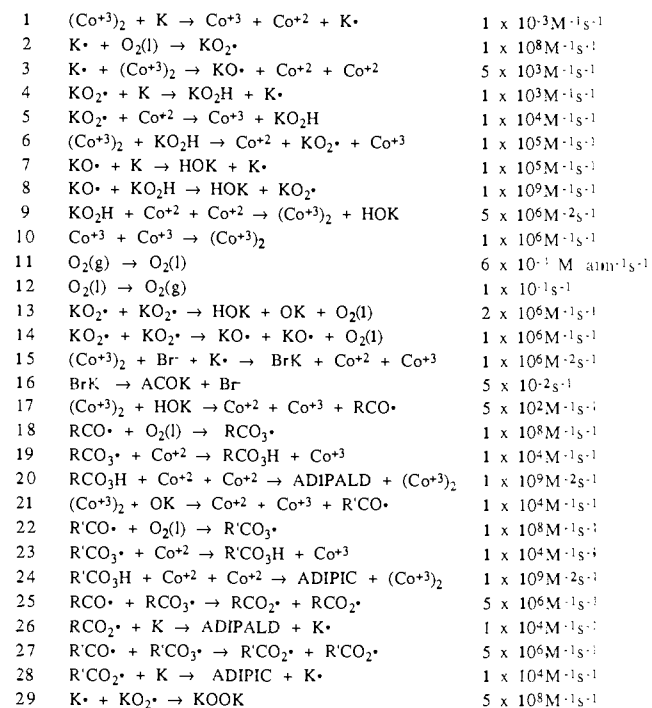 1 (Co⁺³)₂ + K → Co⁺³ + Co⁺² + K• 1 x 10⁻³M⁻¹s⁻¹
2 K• + O₂(l) → KO₂• 1 x 10⁸M⁻¹s⁻¹
3 K• + (Co⁺³)₂ → KO• + Co⁺² + Co⁺² 5 x 10³M⁻¹s⁻¹
4 KO₂• + K → KO₂H + K• 1 x 10³M⁻¹s⁻¹
5 KO₂• + Co⁺² → Co⁺³ + KO₂H 1 x 10⁴M⁻¹s⁻¹
6 (Co⁺³)₂ + KO₂H → Co⁺² + KO₂• + Co⁺³ 1 x 10⁵M⁻¹s⁻¹
7 KO• + K → HOK + K• 1 x 10⁵M⁻¹s⁻¹
8 KO• + KO₂H → HOK + KO₂• 1 x 10⁹M⁻¹s⁻¹
9 KO₂H + Co⁺² + Co⁺² → (Co⁺³)₂ + HOK 5 x 10⁶M⁻²s⁻¹
10 Co⁺³ + Co⁺³ → (Co⁺³)₂ 1 x 10⁶M⁻¹s⁻¹
11 O₂(g) → O₂(l) 6 x M atm⁻¹s⁻¹
12 O₂(l) → O₂(g) 1 x 10⁻¹s⁻¹
13 KO₂• + KO₂• → HOK + OK + O₂(l) 2 x 10⁶M⁻¹s⁻¹
14 KO₂• + KO₂• → KO• + KO• + O₂(l) 1 x 10⁶M⁻¹s⁻¹
15 (Co⁺³)₂ + Br⁻ + K• → BrK + Co⁺² + Co⁺³ 1 x 10⁶M⁻²s⁻¹
16 BrK → ACOK + Br⁻ 5 x 10⁻²s⁻¹
17 (Co⁺³)₂ + HOK → Co⁺² + Co⁺³ + RCO• 5 x 10²M⁻¹s⁻¹
18 RCO• + O₂(l) → RCO₃• 1 x 10⁸M⁻¹s⁻¹
19 RCO₃• + Co⁺² → RCO₃H + Co⁺³ 1 x 10⁴M⁻¹s⁻¹
20 RCO₃H + Co⁺² + Co⁺² → ADIPALD + (Co⁺³)₂ 1 x 10⁹M⁻²s⁻¹
21 (Co⁺³)₂ + OK → Co⁺² + Co⁺³ + R'CO• 1 x 10⁴M⁻¹s⁻¹
22 R'CO• + O₂(l) → R'CO₃• 1 x 10⁸M⁻¹s⁻¹
23 R'CO₃• + Co⁺² → R'CO₃H + Co⁺³ 1 x 10⁴M⁻¹s⁻¹
24 R'CO₃H + Co⁺² + Co⁺² → ADIPIC + (Co⁺³)₂ 1 x 10⁹M⁻²s⁻¹
25 RCO• + RCO₃• → RCO₂• + RCO₂• 5 x 10⁶M⁻¹s⁻¹
26 RCO₂• + K → ADIPALD + K• 1 x 10⁴M⁻¹s⁻¹
27 R'CO• + R'CO₃• → R'CO₂• + R'CO₂• 5 x 10⁶M⁻¹s⁻¹
28 R'CO₂• + K → ADIPIC + K• 1 x 10⁴M⁻¹s⁻¹
29 K• + KO₂• → KOOK 5 x 10⁸M⁻¹s⁻¹